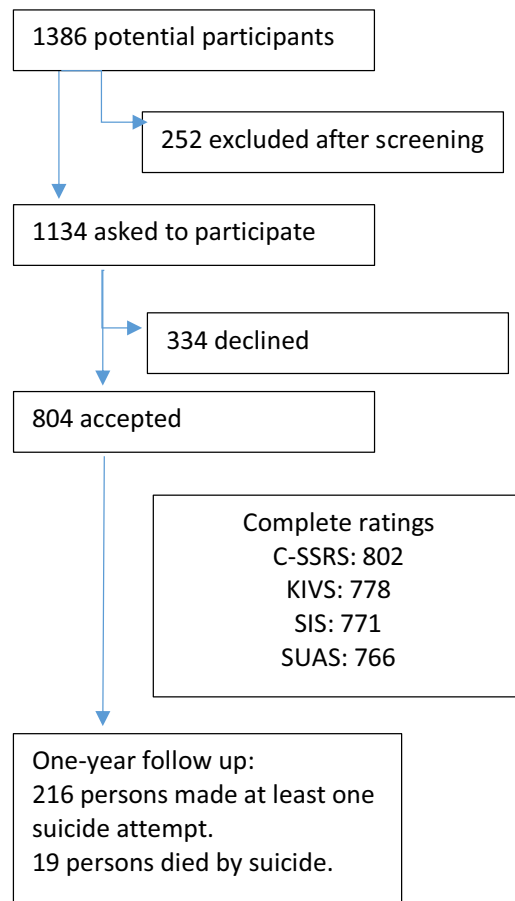 1386 potential participants
252 excluded after screening
1134 asked to participate
334 declined
804 accepted
Complete ratings
C-SSRS: 802
KIVS: 778
SIS: 771
SUAS: 766
One-year follow up:
216 persons made at least one
suicide attempt.
19 persons died by suicide.